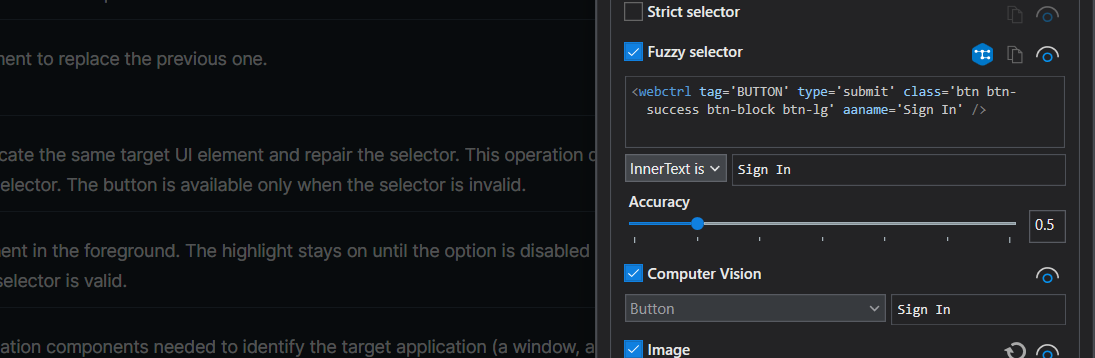 nent to replace the previous one.
cate the same target UI element and repair the selector. This operation c
elector. The button is available only when the selector is invalid.
nent in the foreground. The highlight stays on until the option is disabled
selector is valid.
ation components needed to identify the target application (a window, a
Strict selector
Fuzzy selector
<webctrl tag='BUTTON' type='submit' class='btn btn-
success btn-block btn-lg' aaname='Sign In' />
InnerText is Sign In
Accuracy
0.5
Computer Vision
Button Sign In
Image